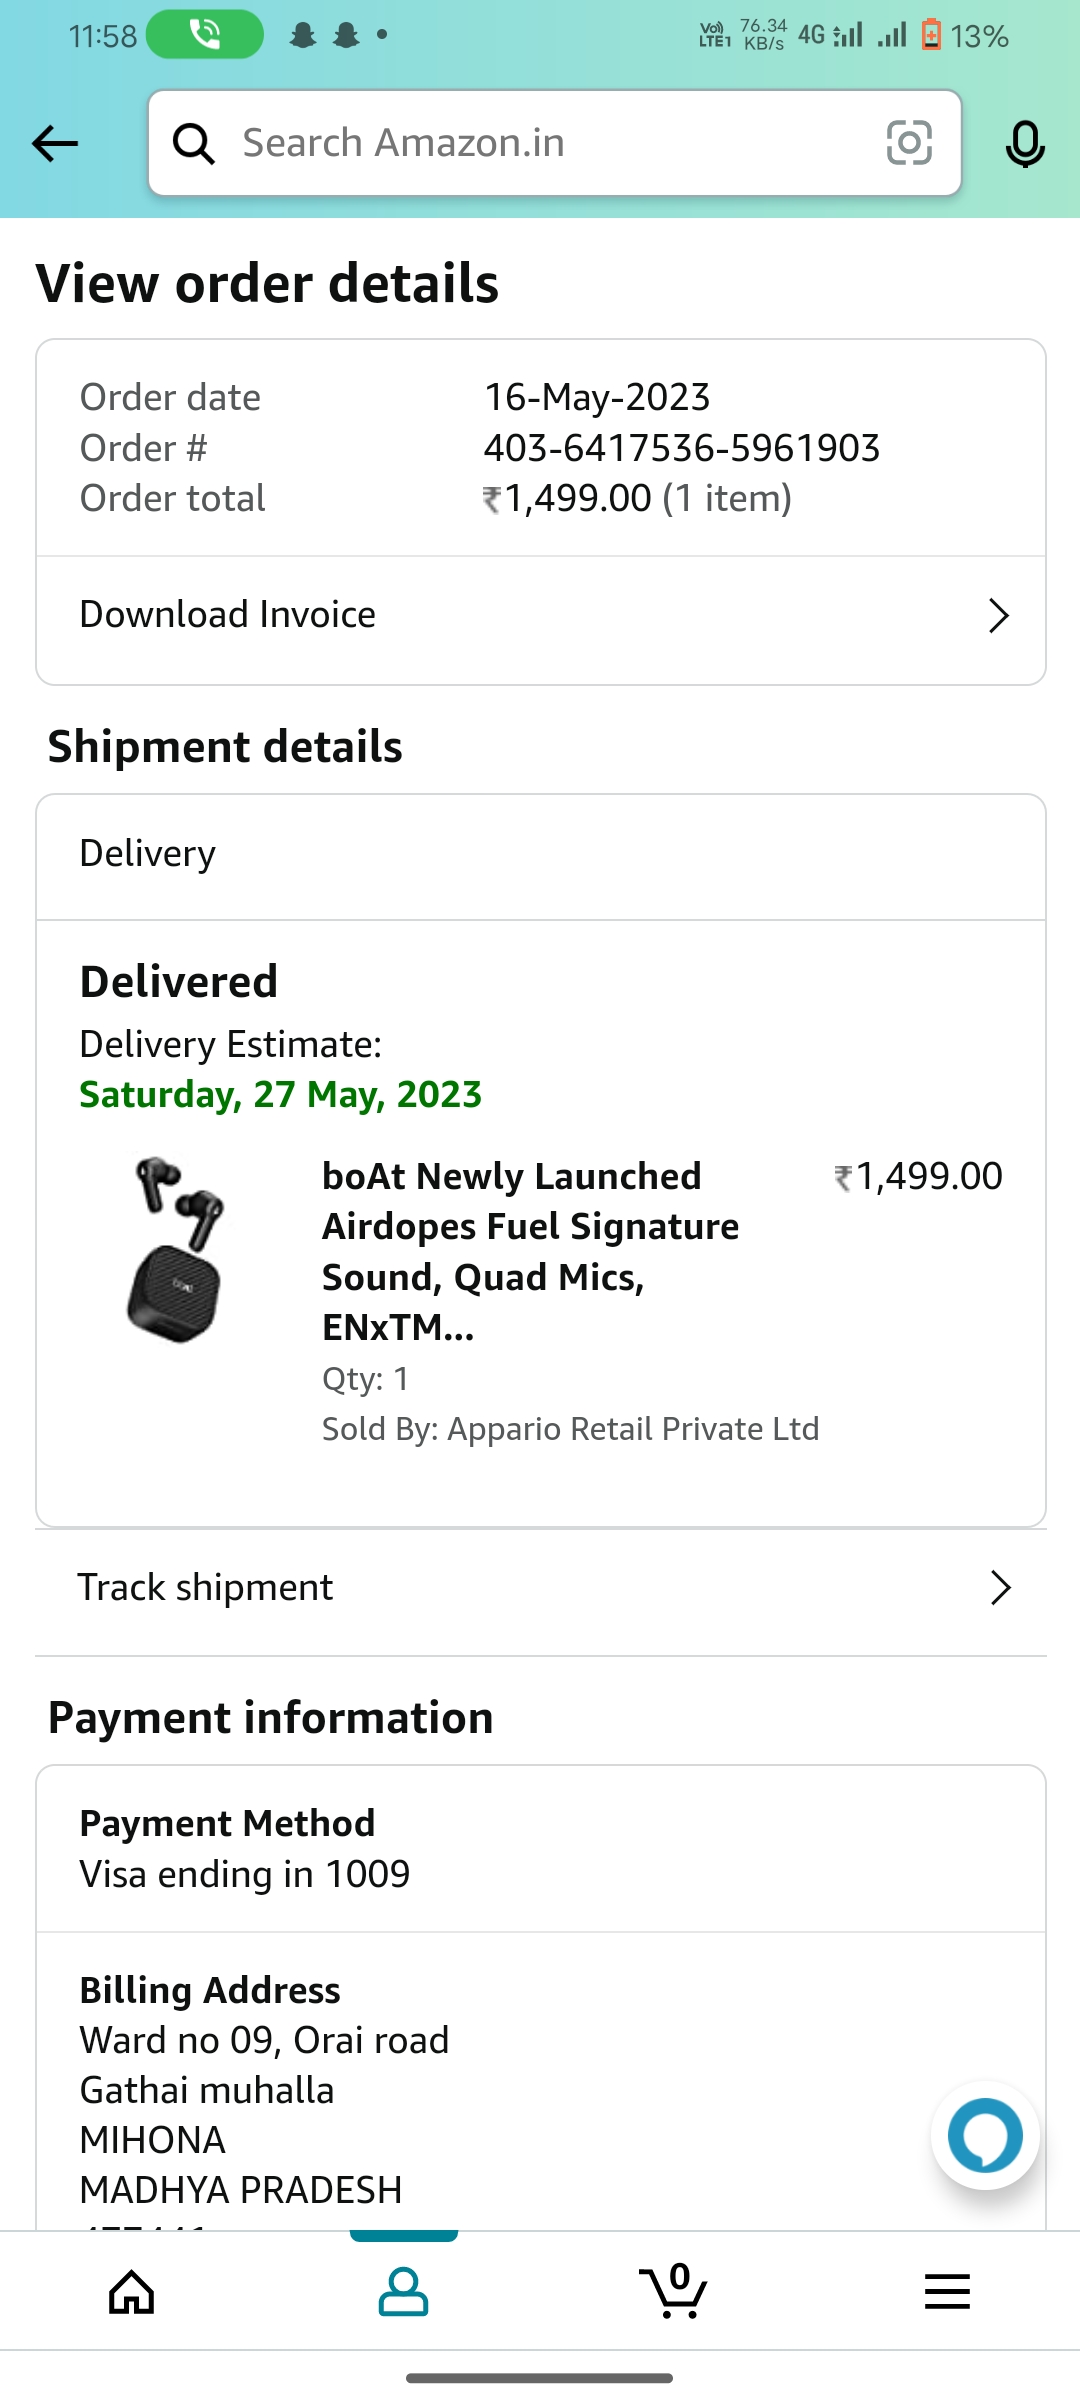 11:58
Vo)) LTE1 76.34 KB/s 4G 13%
Search Amazon.in
View order details
Order date 16-May-2023
Order # 403-6417536-5961903
Order total ₹1,499.00 (1 item)
Download Invoice
Shipment details
Delivery
Delivered
Delivery Estimate:
Saturday, 27 May, 2023
boAt Newly Launched ₹1,499.00
Airdopes Fuel Signature
Sound, Quad Mics,
ENxTM...
Qty: 1
Sold By: Appario Retail Private Ltd
Track shipment
Payment information
Payment Method
Visa ending in 1009
Billing Address
Ward no 09, Orai road
Gathai muhalla
MIHONA
MADHYA PRADESH
0